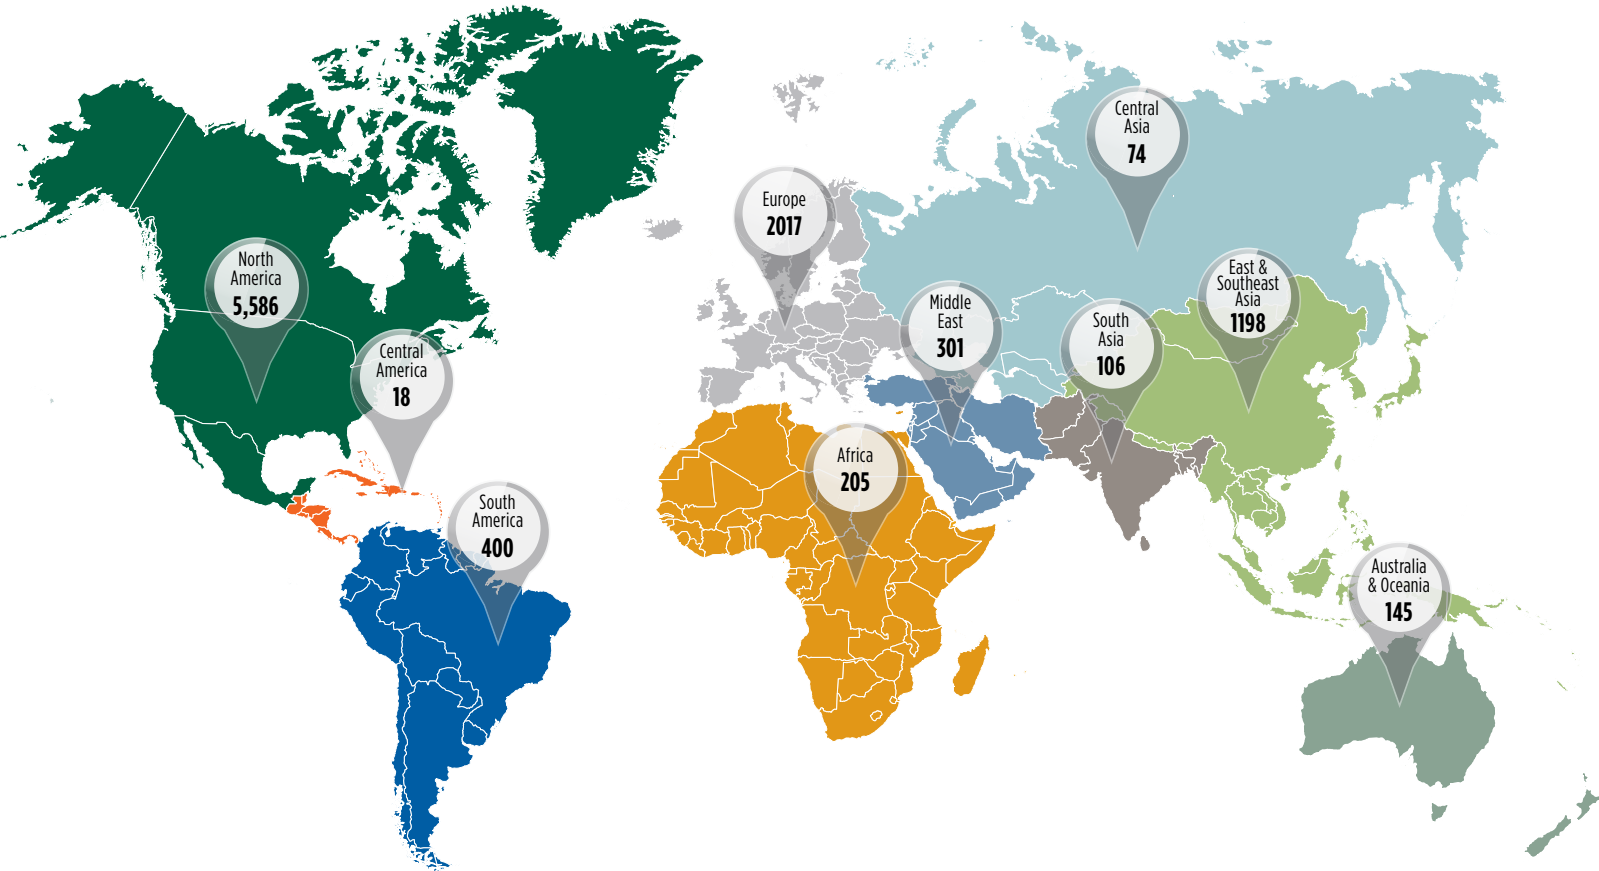 Central
Asia
74
Europe
2017
North
America
5,586
East &
Southeast
Asia
1198
Middle
East
301
South
Asia
106
Central
America
18
Africa
205
South
America
400
Australia
& Oceania
145